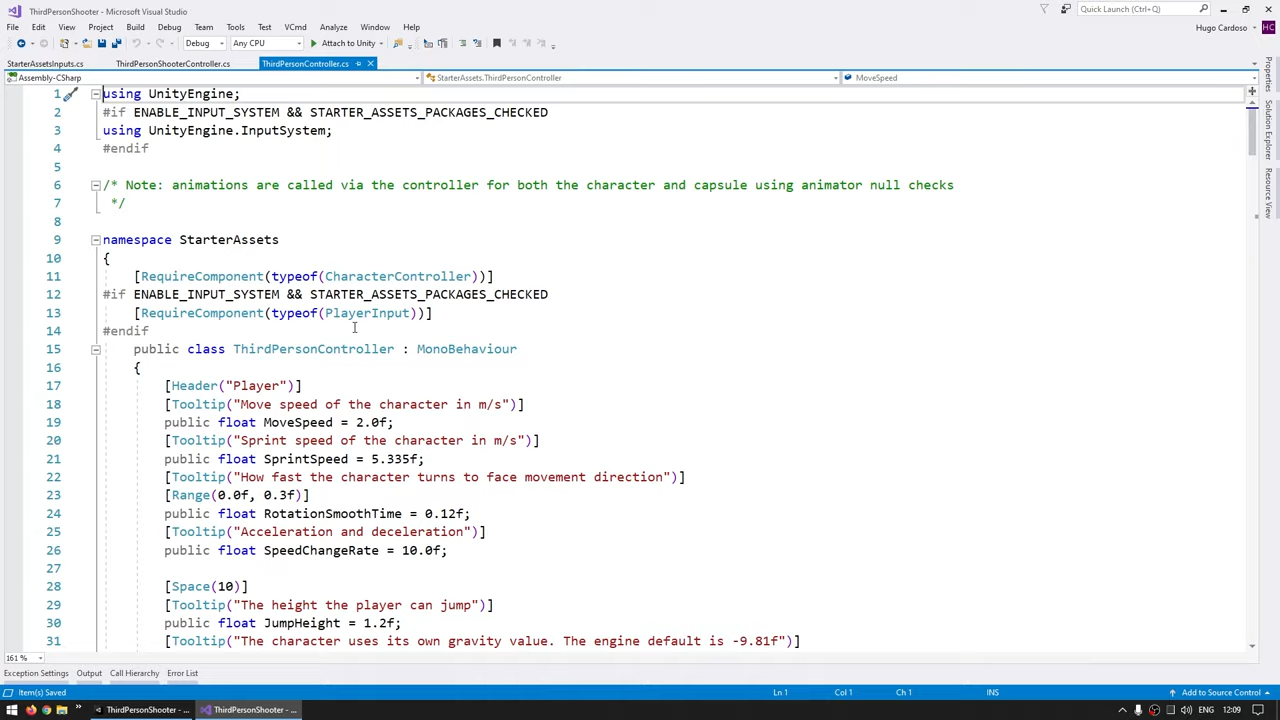 ThirdPersonShooter - Microsoft Visual Studio
Quick Launch (Ctrl+Q)
File Edit View Project Build Debug Team Tools Test VCmd Analyze Window Help
Hugo Cardoso HC
Debug Any CPU Attach to Unity
StarterAssetsInputs.cs ThirdPersonShooterController.cs ThirdPersonController.cs
Assembly-CSharp StarterAssets.ThirdPersonController MoveSpeed
1 using UnityEngine;
2 #if ENABLE_INPUT_SYSTEM && STARTER_ASSETS_PACKAGES_CHECKED
3 using UnityEngine.InputSystem;
4 #endif
5
6 /* Note: animations are called via the controller for both the character and capsule using animator null checks
7 */
8
9 namespace StarterAssets
10 {
11 [RequireComponent(typeof(CharacterController))]
12 #if ENABLE_INPUT_SYSTEM && STARTER_ASSETS_PACKAGES_CHECKED
13 [RequireComponent(typeof(PlayerInput))]
14 #endif
15 public class ThirdPersonController : MonoBehaviour
16 {
17 [Header("Player")]
18 [Tooltip("Move speed of the character in m/s")]
19 public float MoveSpeed = 2.0f;
20 [Tooltip("Sprint speed of the character in m/s")]
21 public float SprintSpeed = 5.335f;
22 [Tooltip("How fast the character turns to face movement direction")]
23 [Range(0.0f, 0.3f)]
24 public float RotationSmoothTime = 0.12f;
25 [Tooltip("Acceleration and deceleration")]
26 public float SpeedChangeRate = 10.0f;
27
28 [Space(10)]
29 [Tooltip("The height the player can jump")]
30 public float JumpHeight = 1.2f;
31 [Tooltip("The character uses its own gravity value. The engine default is -9.81f")]
Properties
Solution Explorer
Resource View
161 %
Exception Settings Output Call Hierarchy Error List
Item(s) Saved Ln 1 Col 1 Ch 1 INS Add to Source Control
ThirdPersonShooter - ... ThirdPersonShooter - ... ENG 12:09